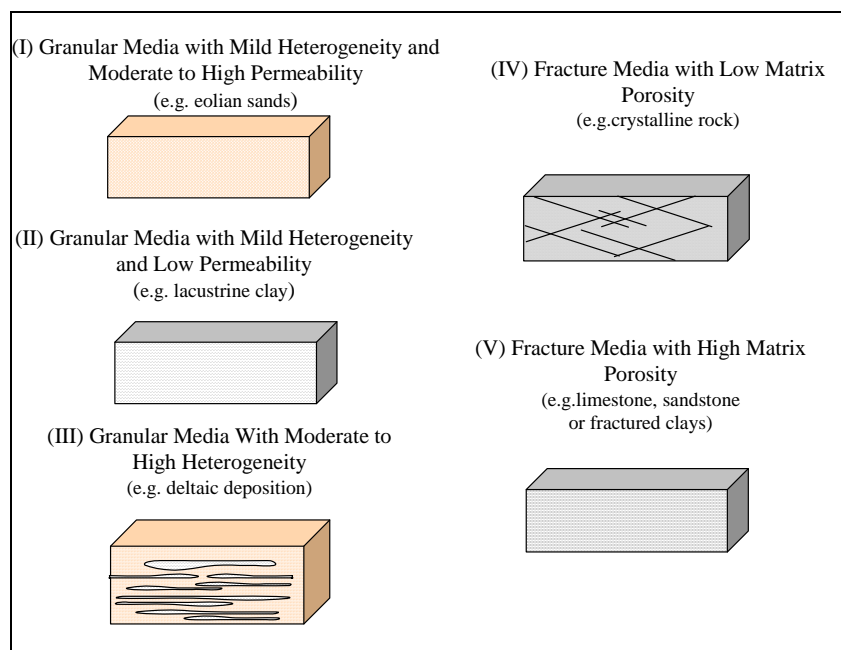 (I) Granular Media with Mild Heterogeneity and
Moderate to High Permeability
(e.g. eolian sands)
(II) Granular Media with Mild Heterogeneity
and Low Permeability
(e.g. lacustrine clay)
(III) Granular Media With Moderate to
High Heterogeneity
(e.g. deltaic deposition)
(IV) Fracture Media with Low Matrix
Porosity
(e.g.crystalline rock)
(V) Fracture Media with High Matrix
Porosity
(e.g.limestone, sandstone
or fractured clays)